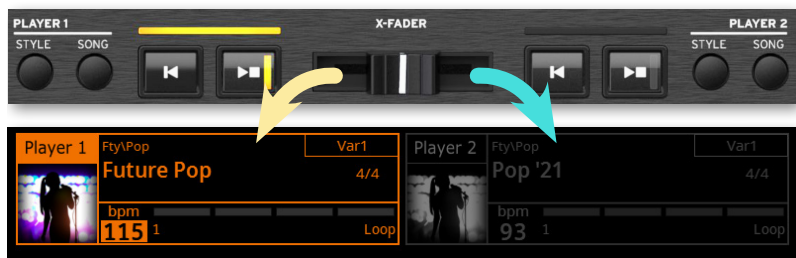 PLAYER 1
X-FADER
PLAYER 2
STYLE SONG
STYLE SONG
Player 1
Fty\Pop
Var1
Future Pop
4/4
bpm
115
1
Loop
Player 2
Fty\Pop
Var1
Pop '21
4/4
bpm
93
1
Loop